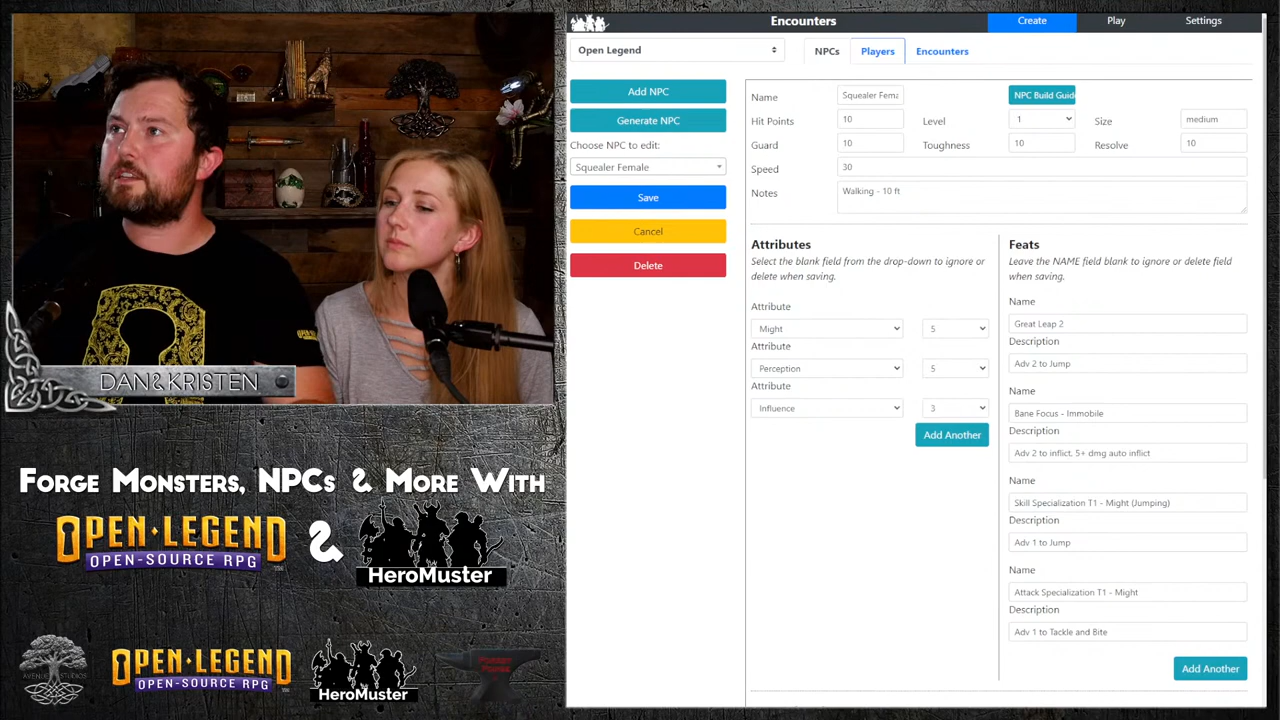 DAN & KRISTEN
FORGE MONSTERS, NPCS & MORE WITH
OPEN LEGEND
OPEN-SOURCE RPG
&
HeroMuster
AVENUE STUDIOS
OPEN LEGEND
OPEN-SOURCE RPG
HeroMuster
Encounters
Create
Play
Settings
Open Legend
NPCs
Players
Encounters
Add NPC
Generate NPC
Choose NPC to edit:
Squealer Female
Save
Cancel
Delete
Name
Squealer Fema
NPC Build Guid
Hit Points
10
Level
1
Size
medium
Guard
10
Toughness
10
Resolve
10
Speed
30
Notes
Walking - 10 ft
Attributes
Select the blank field from the drop-down to ignore or
delete when saving.
Attribute
Might
5
Attribute
Perception
5
Attribute
Influence
3
Add Another
Feats
Leave the NAME field blank to ignore or delete field
when saving.
Name
Great Leap 2
Description
Adv 2 to Jump
Name
Bane Focus - Immobile
Description
Adv 2 to inflict, 5+ dmg auto inflict
Name
Skill Specialization T1 - Might (Jumping)
Description
Adv 1 to Jump
Name
Attack Specialization T1 - Might
Description
Adv 1 to Tackle and Bite
Add Another